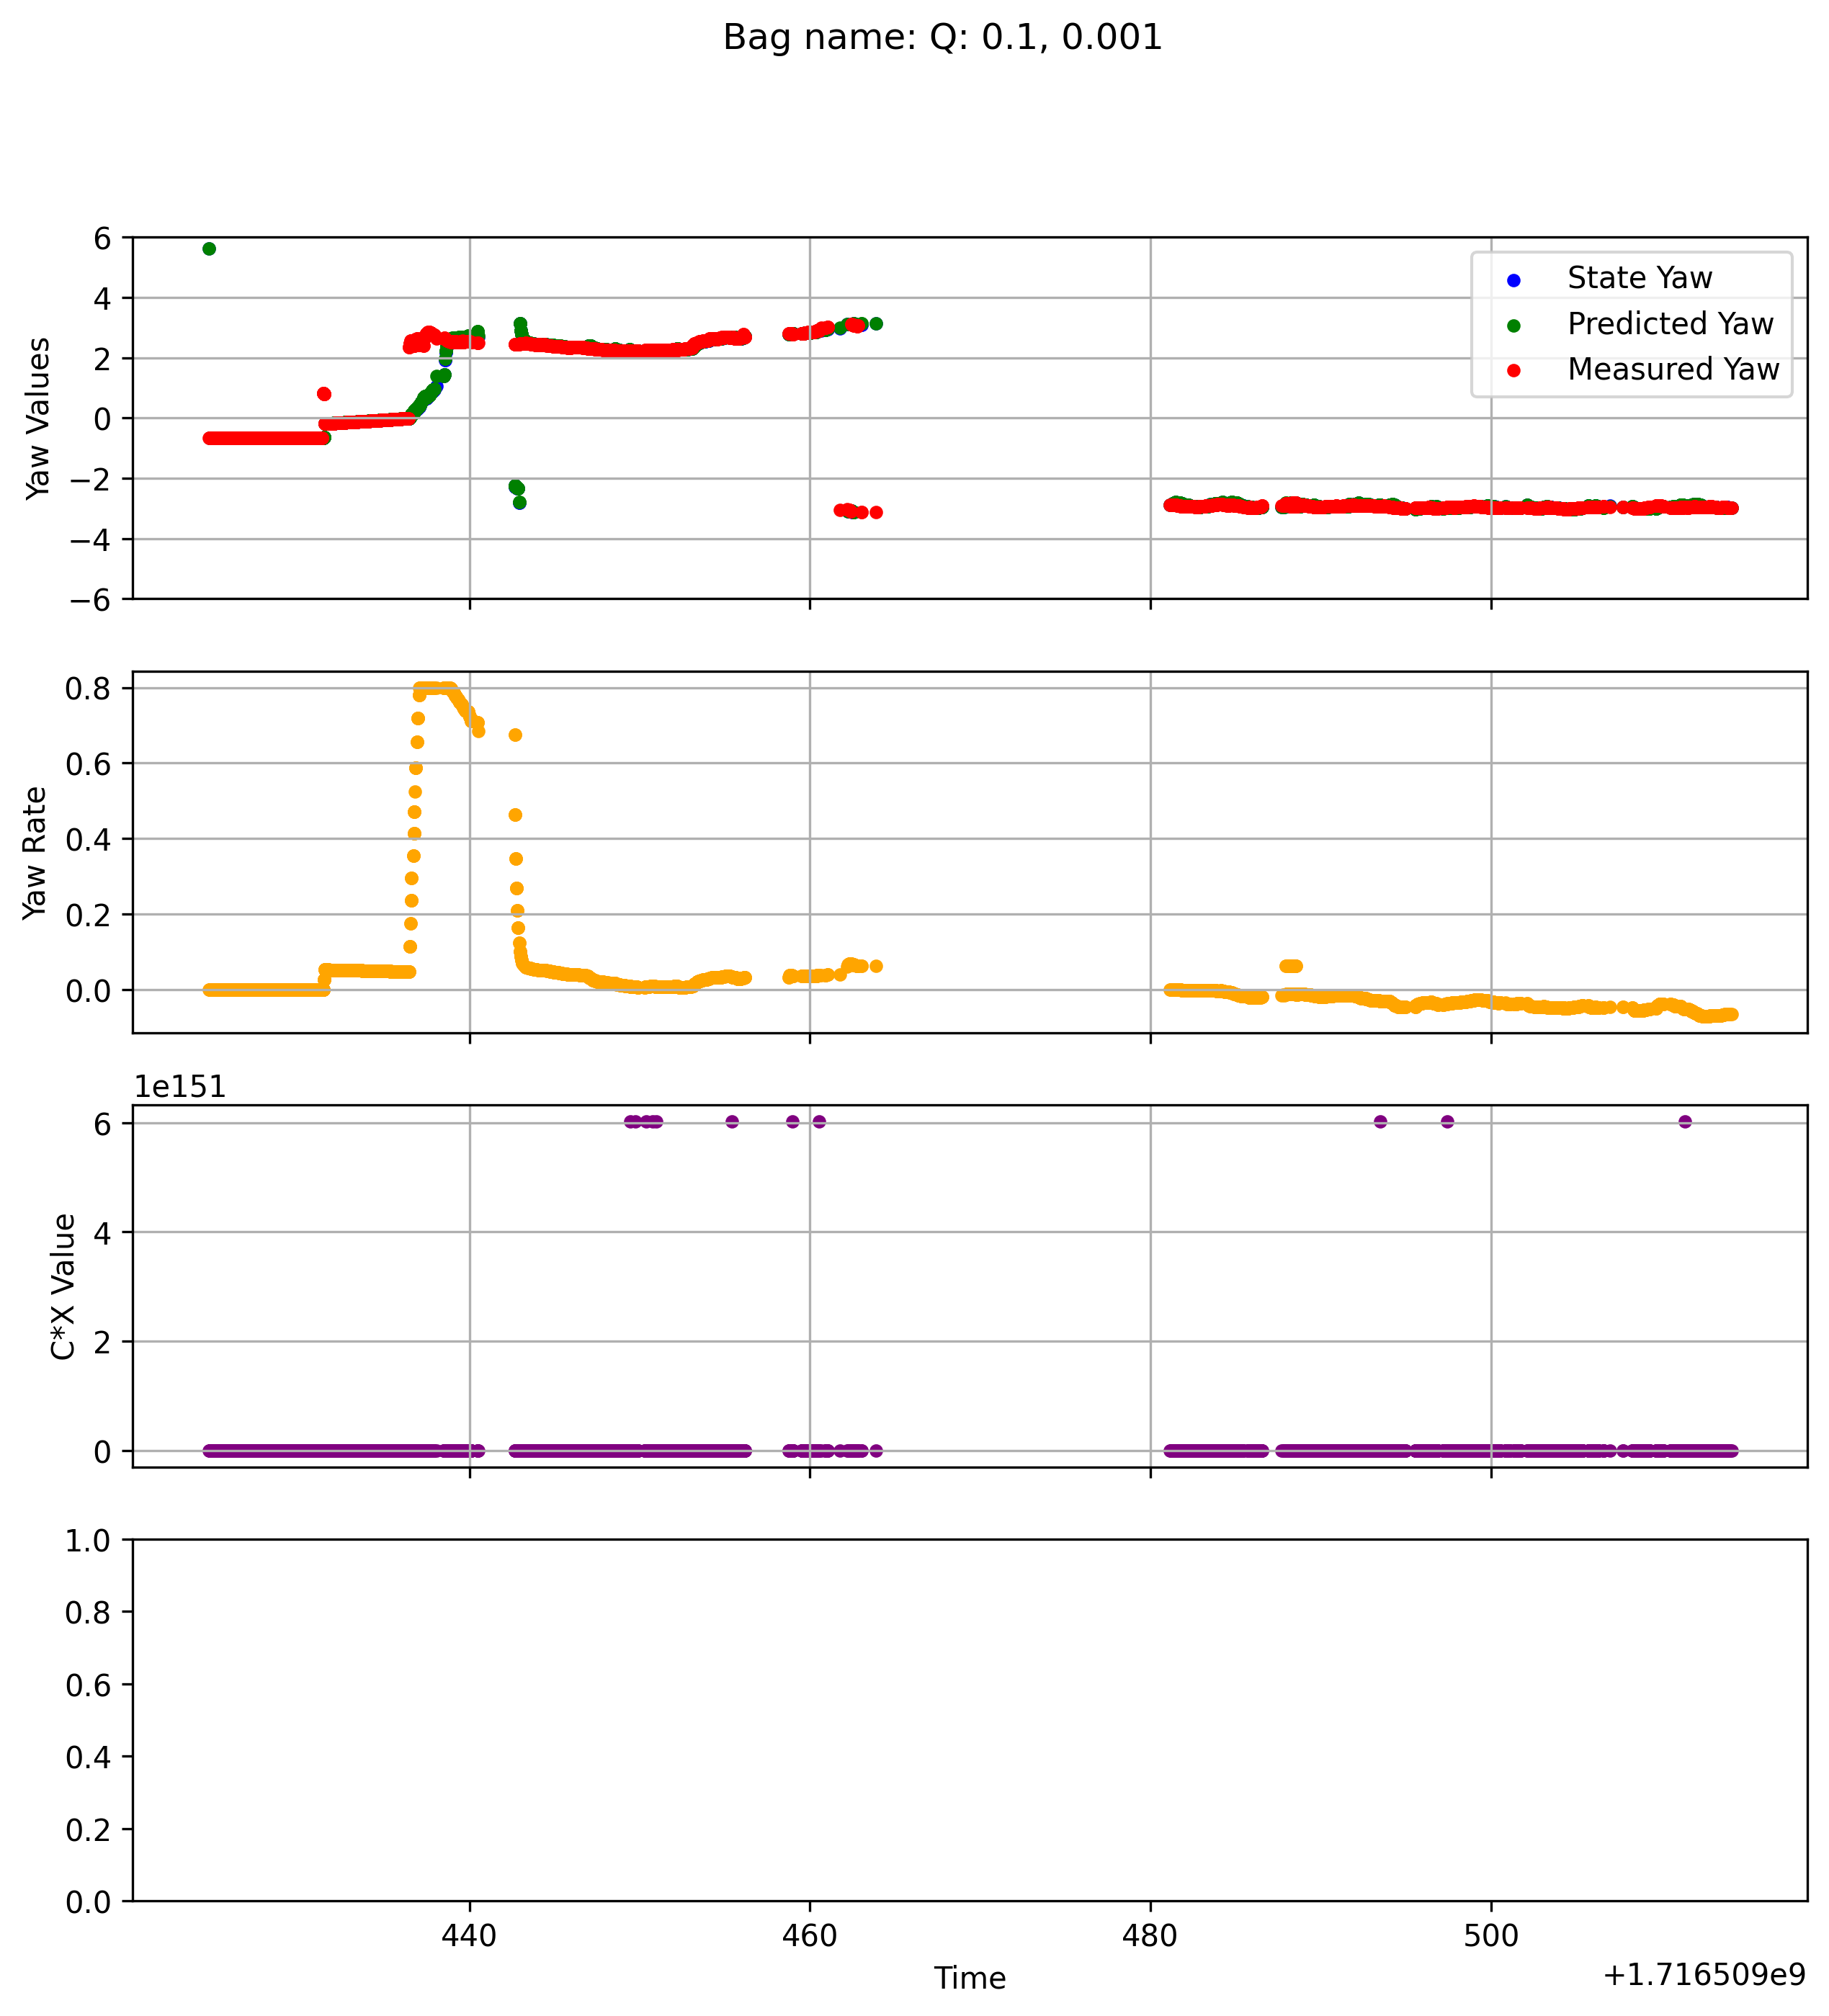 Bag name: Q: 0.1, 0.001
6
4
2
0
−2
−4
−6
Yaw Values
State Yaw
Predicted Yaw
Measured Yaw
0.8
0.6
0.4
0.2
0.0
Yaw Rate
1e151
6
4
2
0
C*X Value
1.0
0.8
0.6
0.4
0.2
0.0
440 460 480 500
Time
+1.716509e9